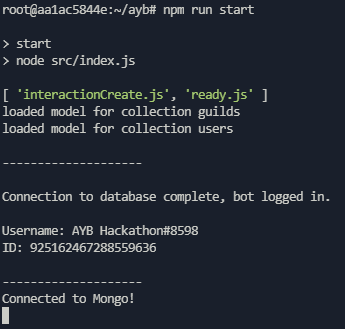 root@aa1ac5844e:~/ayb# npm run start
> start
> node src/index.js
[ 'interactionCreate.js', 'ready.js' ]
loaded model for collection guilds
loaded model for collection users
--------------------
Connection to database complete, bot logged in.
Username: AYB Hackathon#8598
ID: 925162467288559636
--------------------
Connected to Mongo!